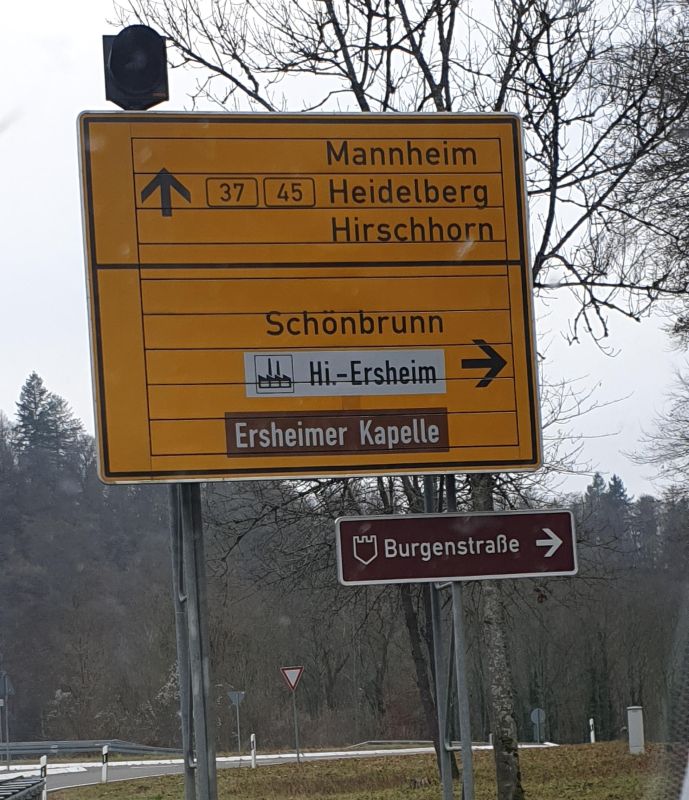 Mannheim
37 45 Heidelberg
Hirschhorn
Schönbrunn
Hi.-Ersheim
Ersheimer Kapelle
Burgenstraße